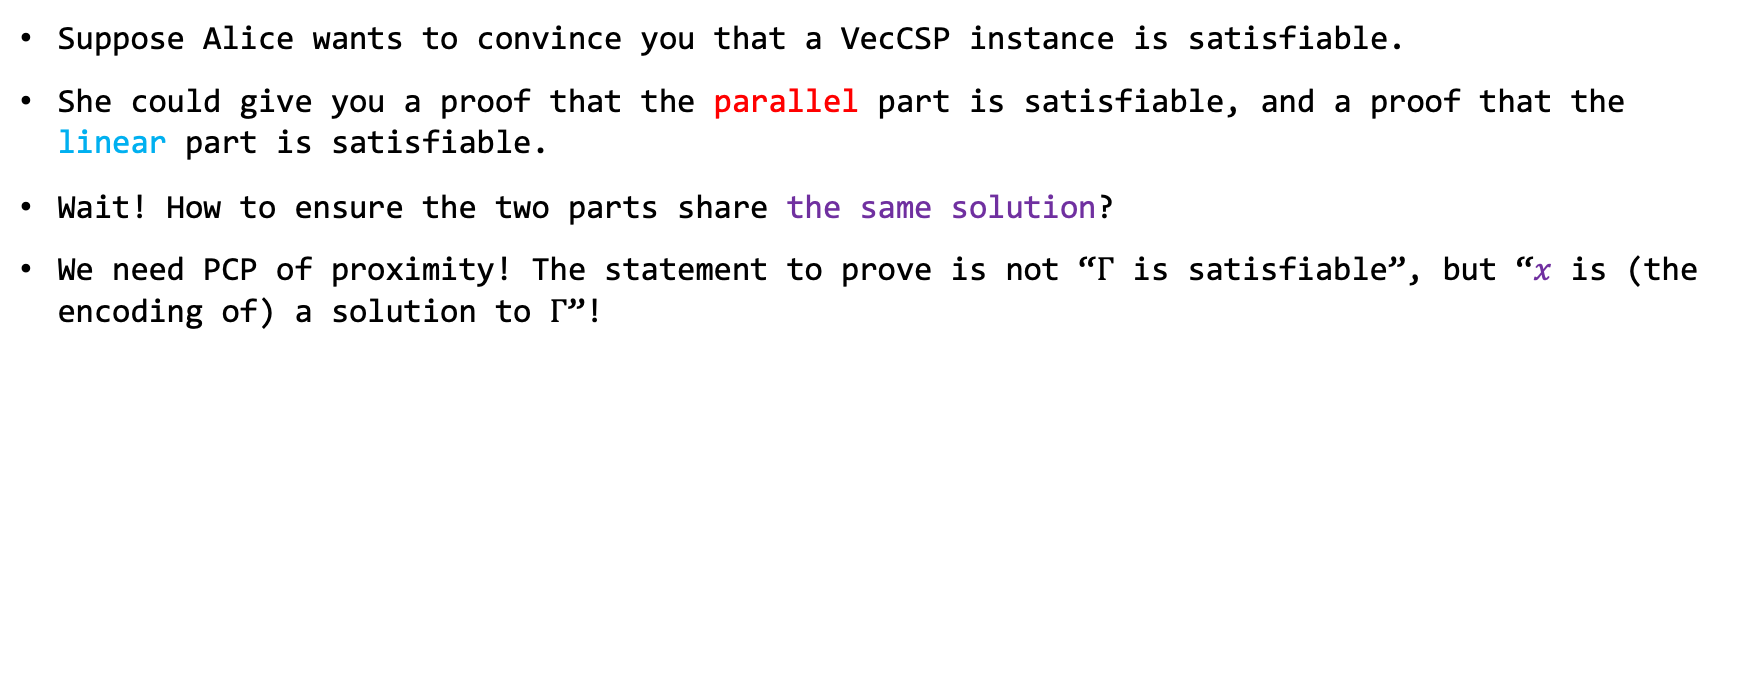 • Suppose Alice wants to convince you that a VecCSP instance is satisfiable.
• She could give you a proof that the parallel part is satisfiable, and a proof that the
linear part is satisfiable.
• Wait! How to ensure the two parts share the same solution?
• We need PCP of proximity! The statement to prove is not “Γ is satisfiable”, but “x is (the
encoding of) a solution to Γ”!